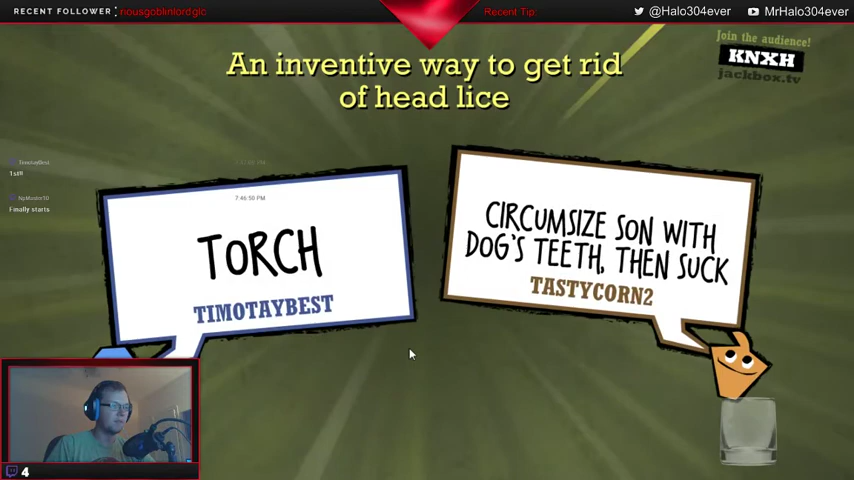 RECENT FOLLOWER
Recent Tip:
@Halo304ever
MrHalo304ever
An inventive way to get rid
of head lice
Join the audience!
KNXH
jackbox.tv
TimotayBest
1st!!
7:46:50 PM
Finally starts
TORCH
TIMOTAYBEST
CIRCUMSIZE SON WITH
DOG'S TEETH, THEN SUCK
TASTYCORN2
4